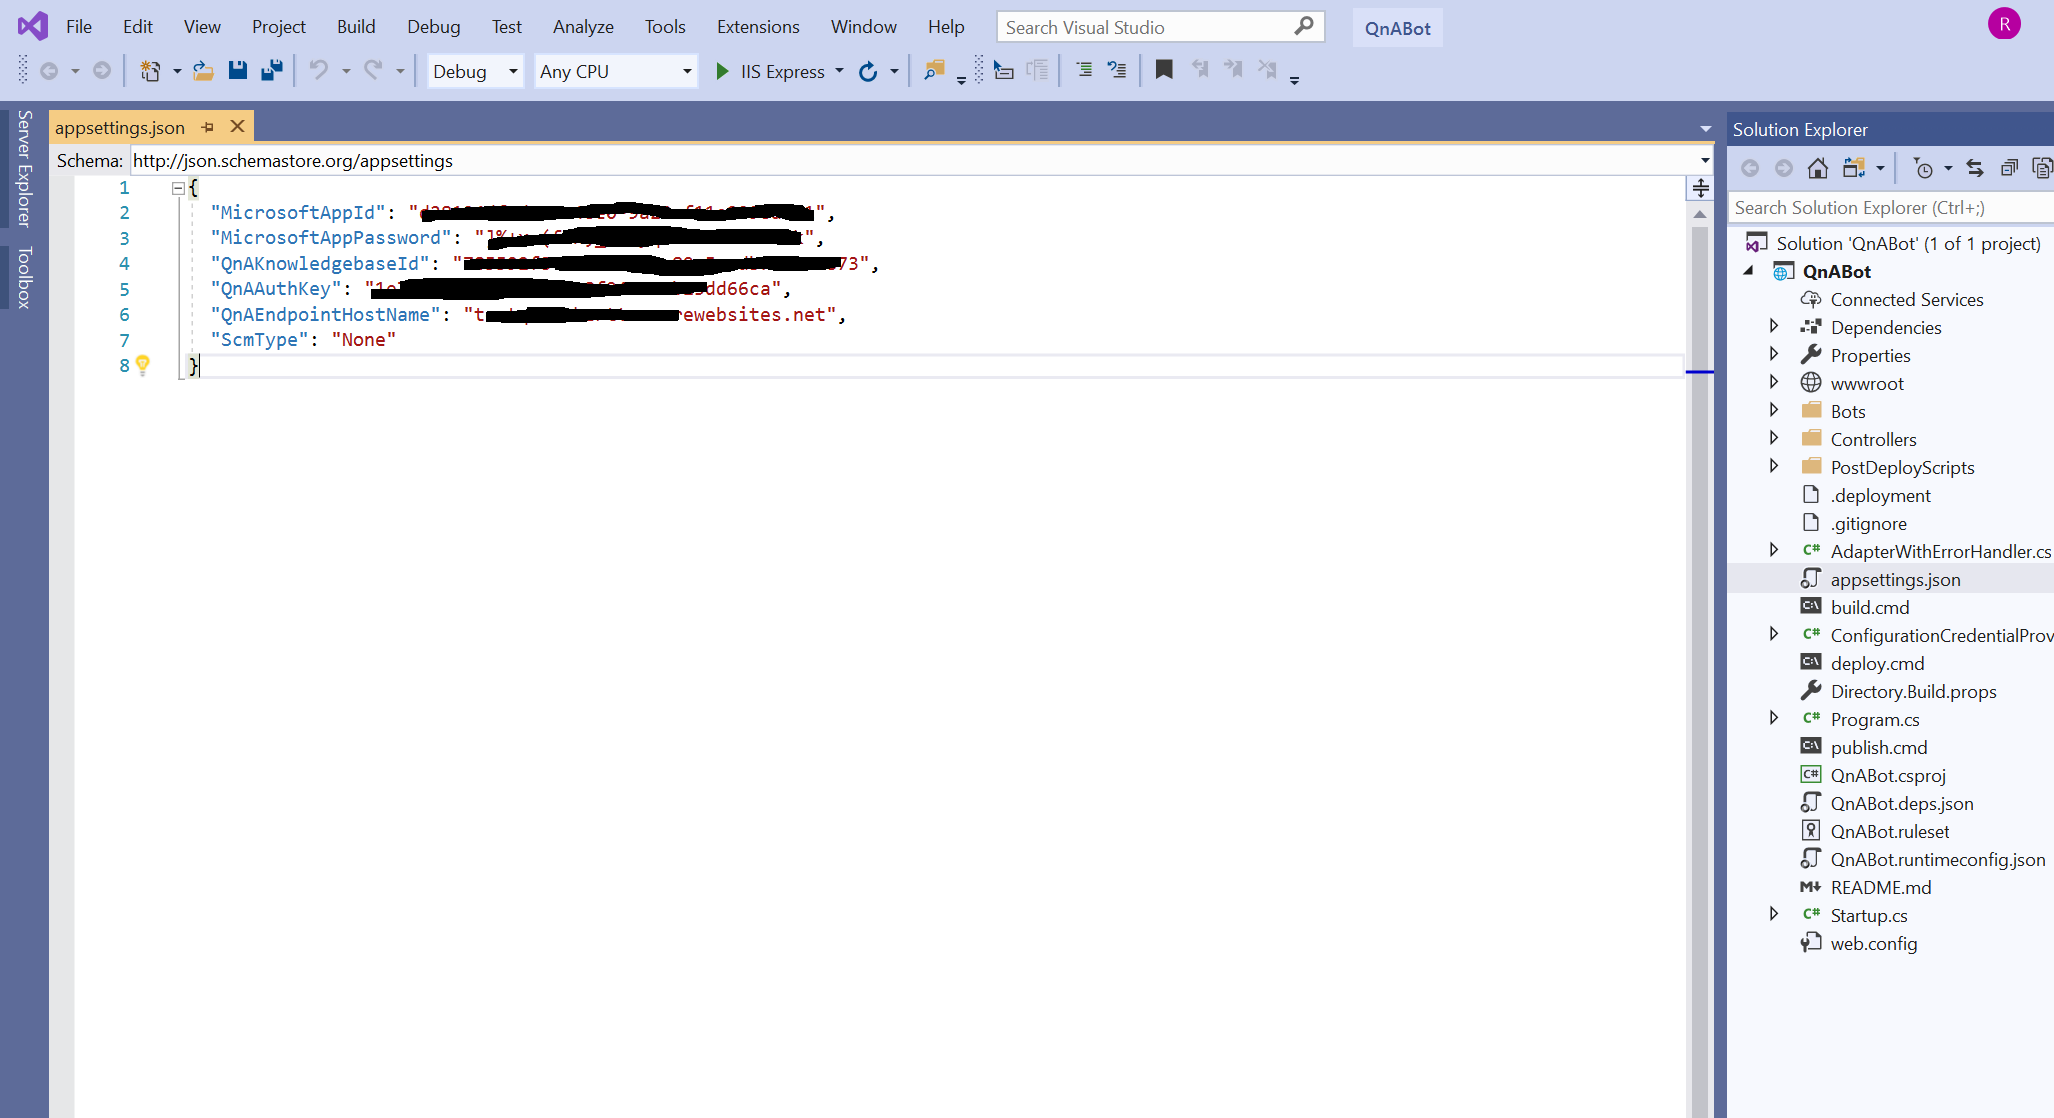 File Edit View Project Build Debug Test Analyze Tools Extensions Window Help Search Visual Studio QnABot R
Debug Any CPU IIS Express
Server Explorer
Toolbox
appsettings.json
Schema: http://json.schemastore.org/appsettings
1 {
2 "MicrosoftAppId": "",
3 "MicrosoftAppPassword": "",
4 "QnAKnowledgebaseId": "73",
5 "QnAAuthKey": "dd66ca",
6 "QnAEndpointHostName": "t ewebsites.net",
7 "ScmType": "None"
8 }
Solution Explorer
Search Solution Explorer (Ctrl+;)
Solution 'QnABot' (1 of 1 project)
QnABot
Connected Services
Dependencies
Properties
wwwroot
Bots
Controllers
PostDeployScripts
.deployment
.gitignore
C# AdapterWithErrorHandler.cs
appsettings.json
C:\ build.cmd
C# ConfigurationCredentialProv
C:\ deploy.cmd
Directory.Build.props
C# Program.cs
C:\ publish.cmd
C# QnABot.csproj
QnABot.deps.json
QnABot.ruleset
QnABot.runtimeconfig.json
M README.md
C# Startup.cs
web.config